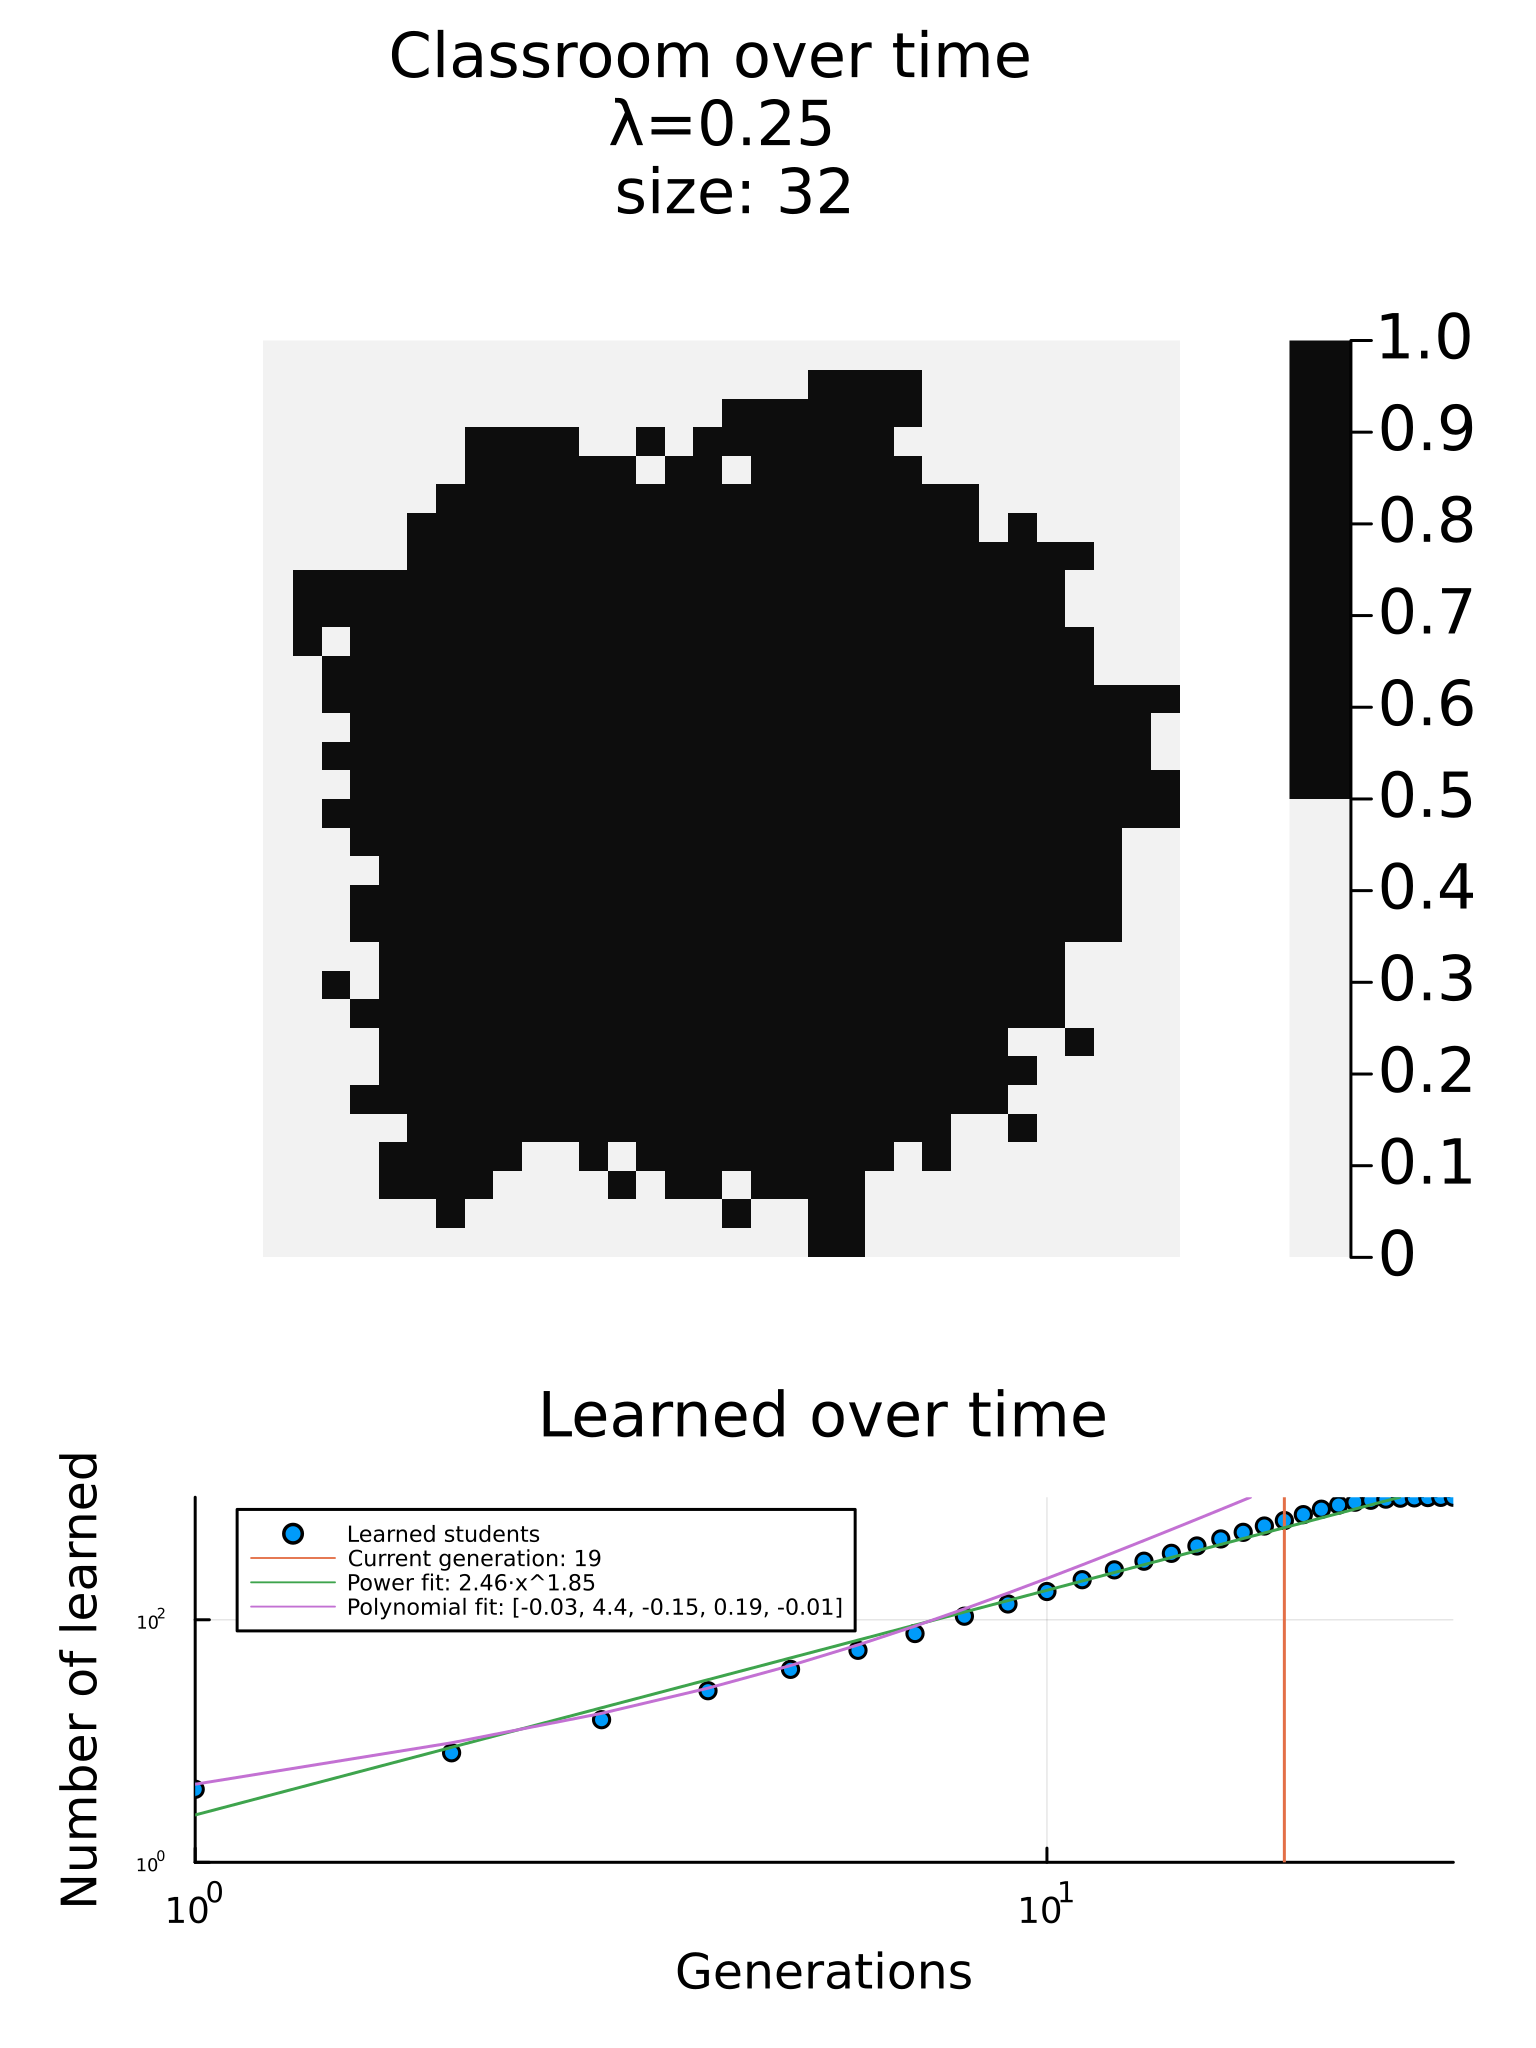 Classroom over time
λ=0.25
size: 32
1.0
0.9
0.8
0.7
0.6
0.5
0.4
0.3
0.2
0.1
0
Learned over time
Number of learned
Learned students
Current generation: 19
Power fit: 2.46·x^1.85
Polynomial fit: [-0.03, 4.4, -0.15, 0.19, -0.01]
10²
10⁰
10⁰ 10¹
Generations